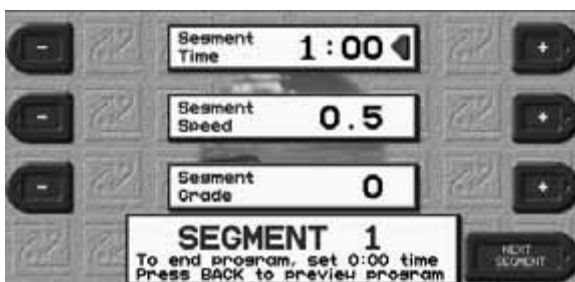 - Segment Time 1:00 +
- Segment Speed 0.5 +
- Segment Grade 0 +
SEGMENT 1
To end program, set 0:00 time
Press BACK to preview program
NEXT SEGMENT